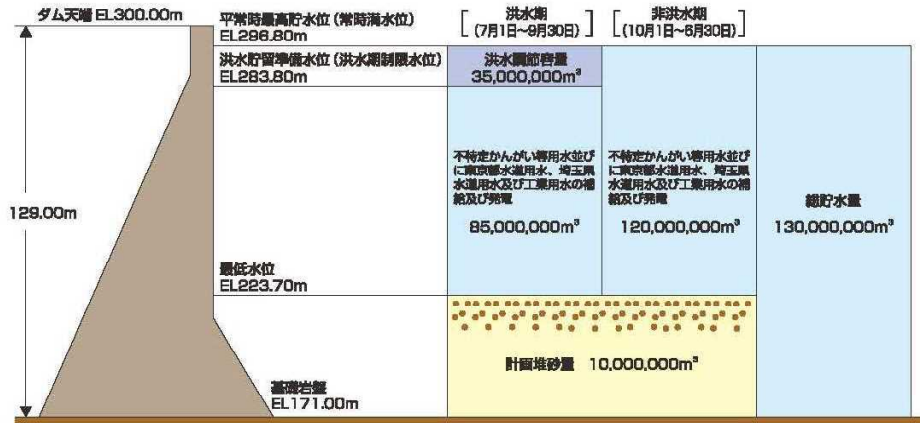 ダム天端 EL300.00m
129.00m
平常時最高貯水位（常時満水位）
EL296.80m
洪水貯留準備水位（洪水期制限水位）
EL283.80m
最低水位
EL223.70m
基礎岩盤
EL171.00m
洪水期
（7月1日～9月30日）
非洪水期
（10月1日～6月30日）
洪水調節容量
35,000,000m³
不特定かんがい等用水並び
に東京都水道用水、埼玉県
水道用水及び工業用水の補
給及び発電
85,000,000m³
不特定かんがい等用水並び
に東京都水道用水、埼玉県
水道用水及び工業用水の補
給及び発電
120,000,000m³
総貯水量
130,000,000m³
計画堆砂量 10,000,000m³